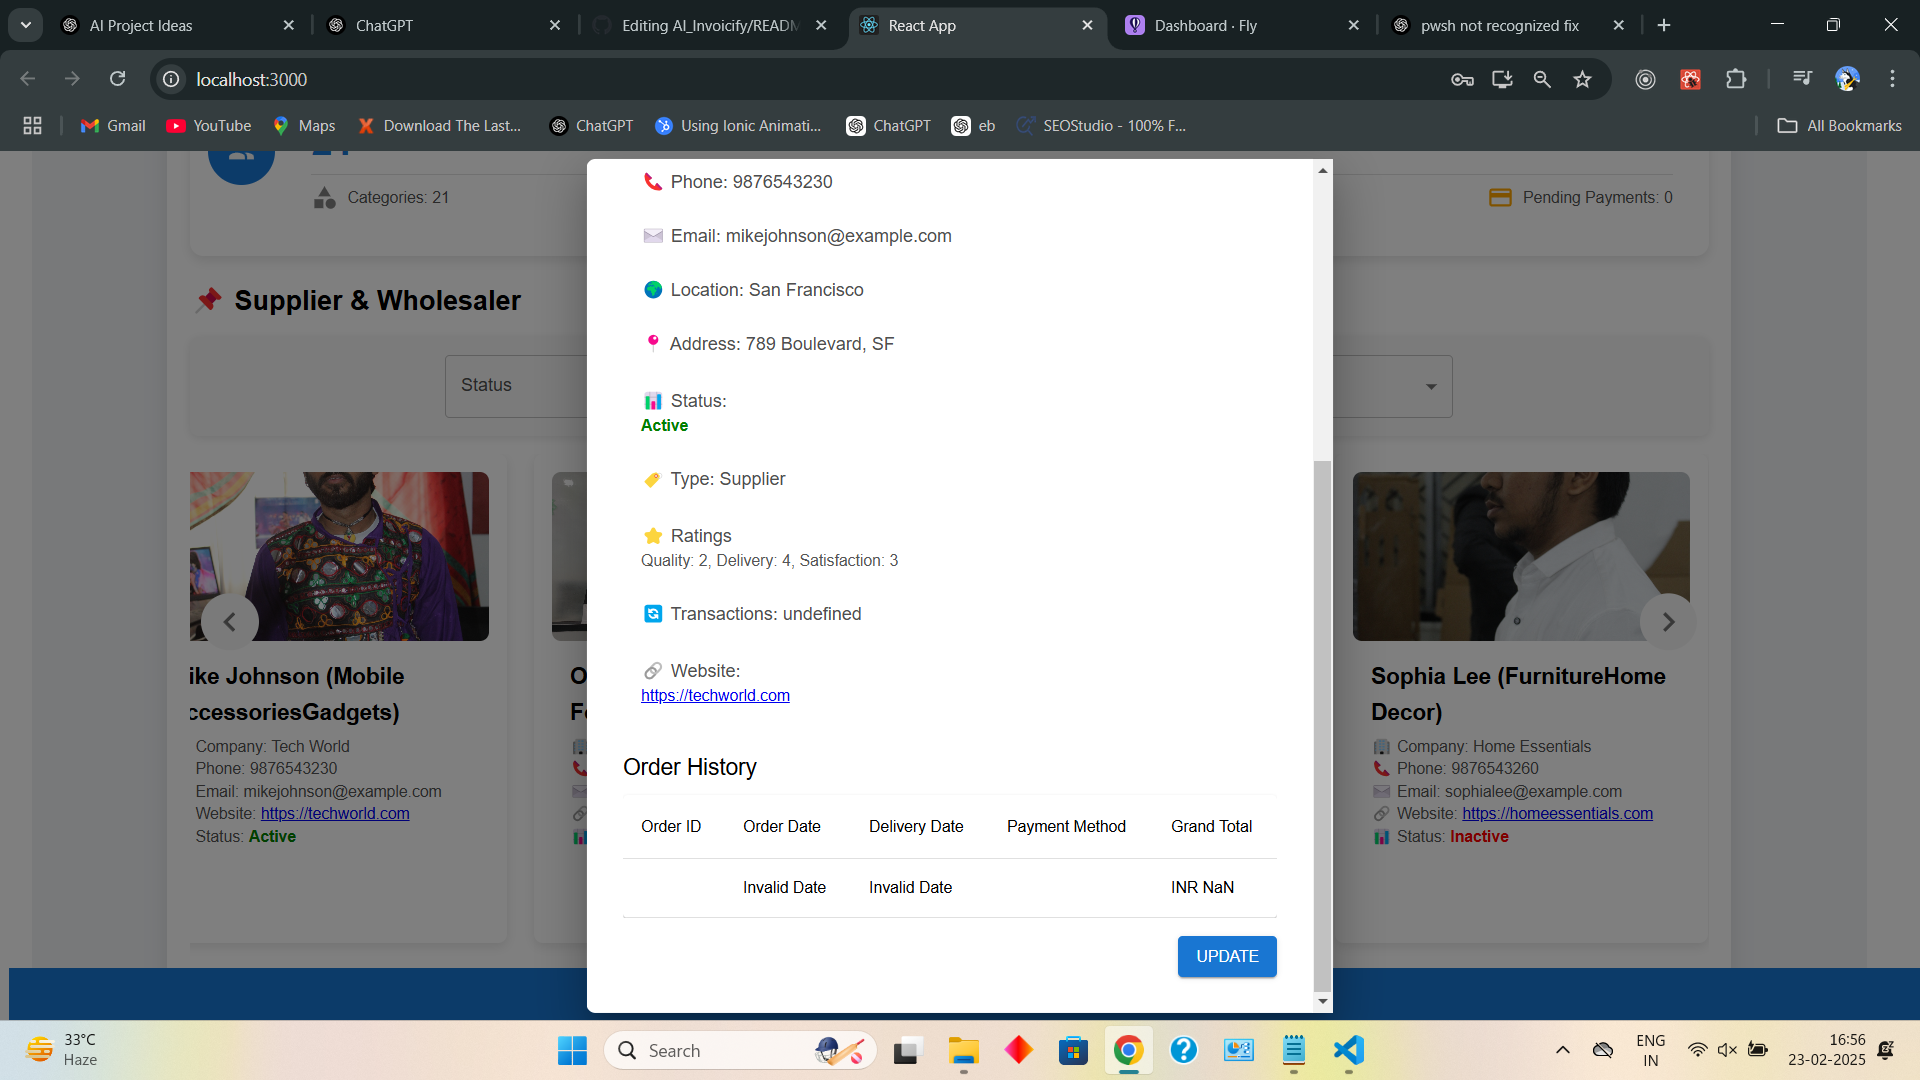 AI Project Ideas
ChatGPT
Editing AI_Invoicify/READM
React App
Dashboard · Fly
pwsh not recognized fix
localhost:3000
Gmail
YouTube
Maps
Download The Last...
ChatGPT
Using Ionic Animati...
ChatGPT
eb
SEOStudio - 100% F...
All Bookmarks
Categories: 21
Pending Payments: 0
Supplier & Wholesaler
Status
Phone: 9876543230
Email: mikejohnson@example.com
Location: San Francisco
Address: 789 Boulevard, SF
Status:
Active
Type: Supplier
Ratings
Quality: 2, Delivery: 4, Satisfaction: 3
Transactions: undefined
Website:
https://techworld.com
Order History
Order ID Order Date Delivery Date Payment Method Grand Total
Invalid Date Invalid Date INR NaN
UPDATE
ike Johnson (Mobile
ccessoriesGadgets)
Company: Tech World
Phone: 9876543230
Email: mikejohnson@example.com
Website: https://techworld.com
Status: Active
Sophia Lee (FurnitureHome
Decor)
Company: Home Essentials
Phone: 9876543260
Email: sophialee@example.com
Website: https://homeessentials.com
Status: Inactive
33°C
Haze
Search
ENG
IN
16:56
23-02-2025